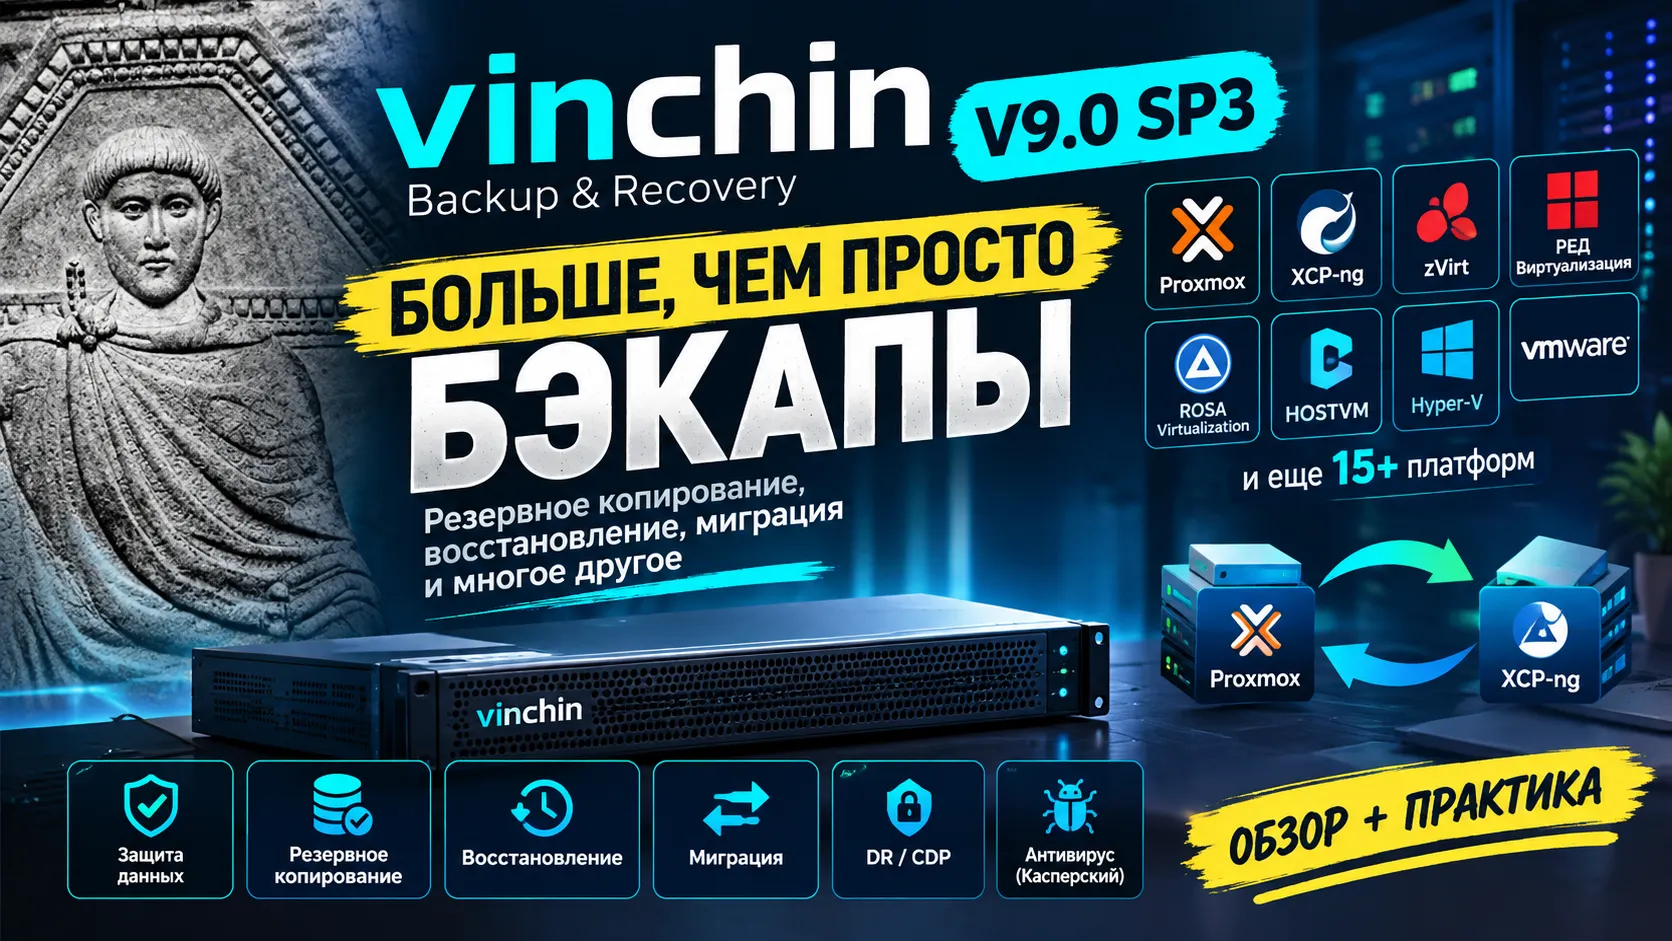 vinchin
V9.0 SP3
Backup & Recovery
БОЛЬШЕ, ЧЕМ ПРОСТО
БЭКАПЫ
Резервное копирование,
восстановление, миграция
и многое другое
Proxmox
XCP-ng
zVirt
РЕД
Виртуализация
ROSA
Virtualization
HOSTVM
Hyper-V
vmware
и еще 15+ платформ
Proxmox
XCP-ng
vinchin
Защита
данных
Резервное
копирование
Восстановление
Миграция
DR / CDP
Антивирус
(Касперский)
ОБЗОР + ПРАКТИКА